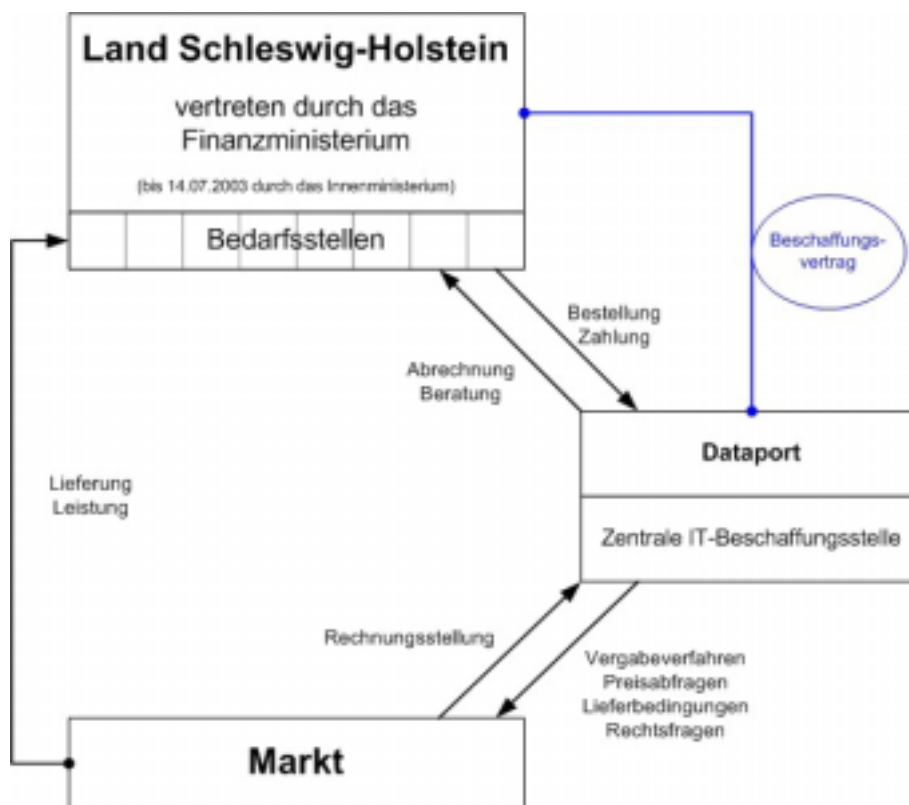 Land Schleswig-Holstein
vertreten durch das
Finanzministerium
(bis 14.07.2003 durch das Innenministerium)
Bedarfsstellen
Beschaffungs-
vertrag
Bestellung
Zahlung
Abrechnung
Beratung
Dataport
Zentrale IT-Beschaffungsstelle
Lieferung
Leistung
Rechnungsstellung
Vergabeverfahren
Preisabfragen
Lieferbedingungen
Rechtsfragen
Markt